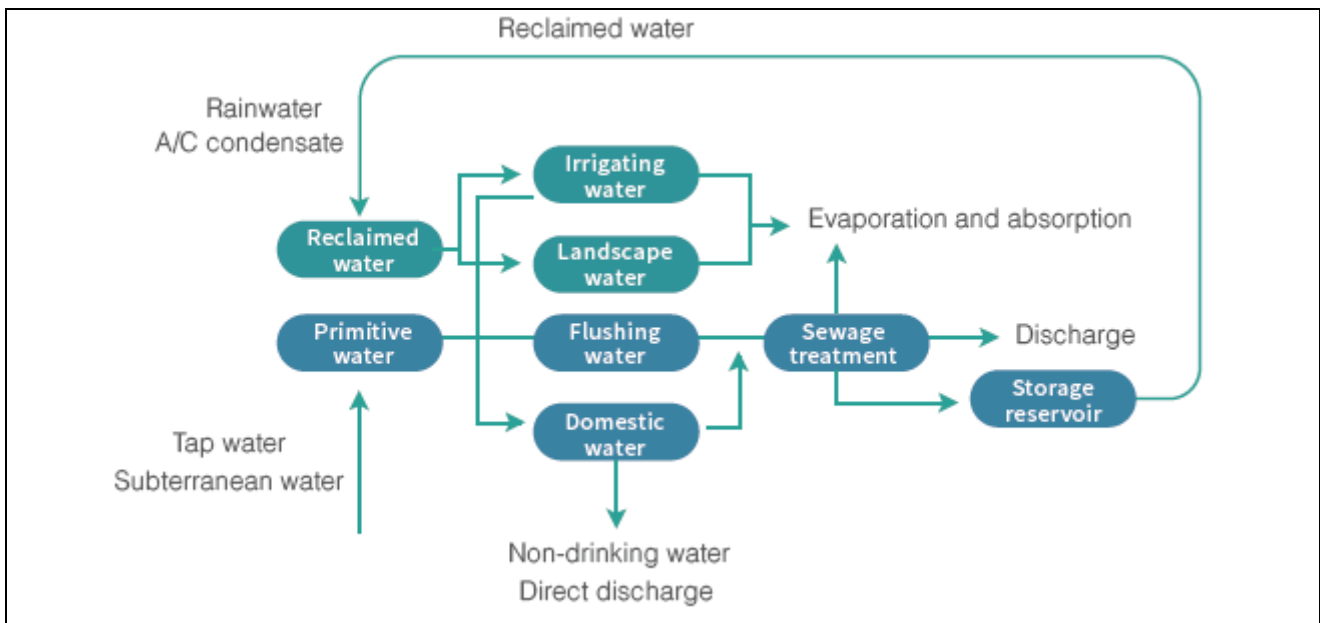 Reclaimed water
Rainwater
A/C condensate
Irrigating
water
Evaporation and absorption
Reclaimed
water
Landscape
water
Primitive
water
Flushing
water
Sewage
treatment
Discharge
Storage
reservoir
Domestic
water
Tap water
Subterranean water
Non-drinking water
Direct discharge